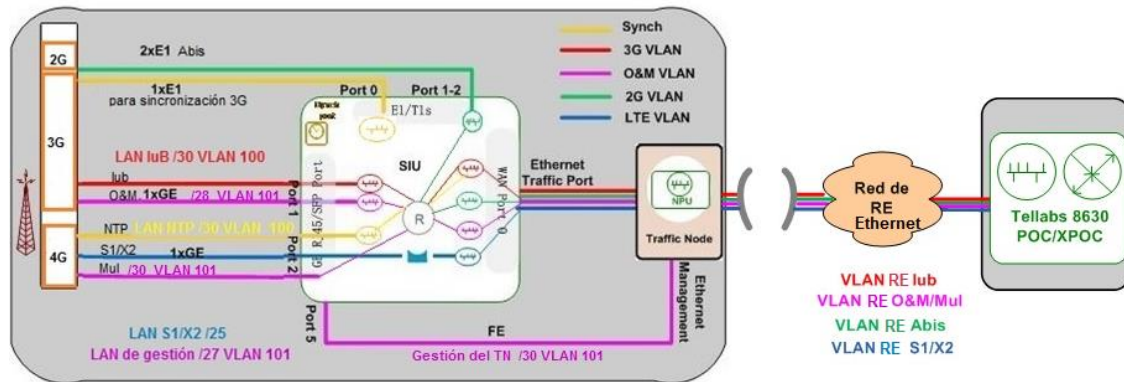 2G
3G
4G
2xE1 Abis
1xE1
para sincronización 3G
LAN IuB /30 VLAN 100
Iub
O&M 1xGE /28 VLAN 101
NTP LAN NTP /30 VLAN 100
S1/X2 1xGE
Mul /30 VLAN 101
LAN S1/X2 /25
LAN de gestión /27 VLAN 101
Port 0
Port 1-2
E1/T1s
SIU
R
Port 1
Port 2
Port 5
WAN Port 0
Synch
3G VLAN
O&M VLAN
2G VLAN
LTE VLAN
Ethernet
Traffic Port
NPU
Traffic Node
Ethernet
Management
FE
Gestión del TN /30 VLAN 101
Red de
RE
Ethernet
VLAN RE Iub
VLAN RE O&M/Mul
VLAN RE Abis
VLAN RE S1/X2
Tellabs 8630
POC/XPOC